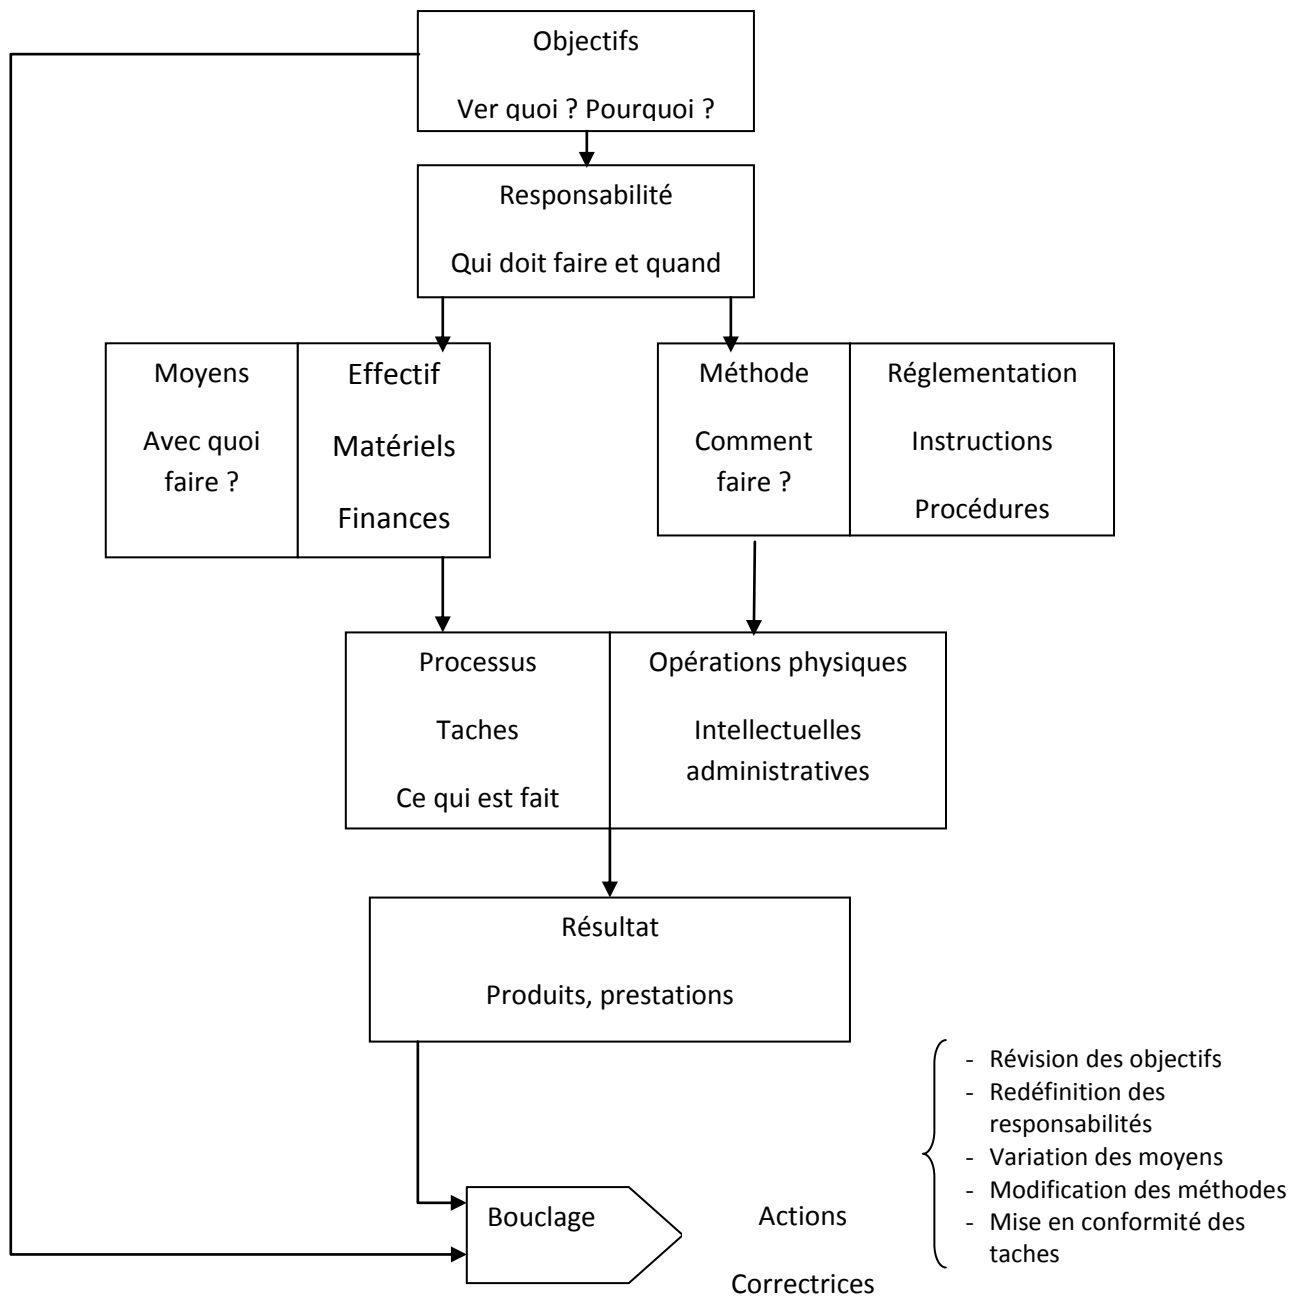 Objectifs
Ver quoi ? Pourquoi ?
Responsabilité
Qui doit faire et quand
Moyens
Avec quoi
faire ?
Effectif
Matériels
Finances
Méthode
Comment
faire ?
Réglementation
Instructions
Procédures
Processus
Taches
Ce qui est fait
Opérations physiques
Intellectuelles
administratives
Résultat
Produits, prestations
Bouclage
Actions
Correctrices
- Révision des objectifs
- Redéfinition des
responsabilités
- Variation des moyens
- Modification des méthodes
- Mise en conformité des
taches